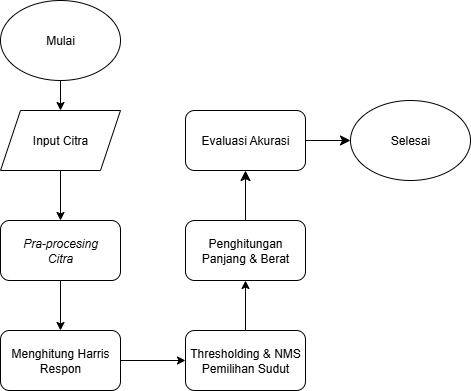 Mulai
Input Citra
Pra-procesing
Citra
Menghitung Harris
Respon
Thresholding & NMS
Pemilihan Sudut
Penghitungan
Panjang & Berat
Evaluasi Akurasi
Selesai